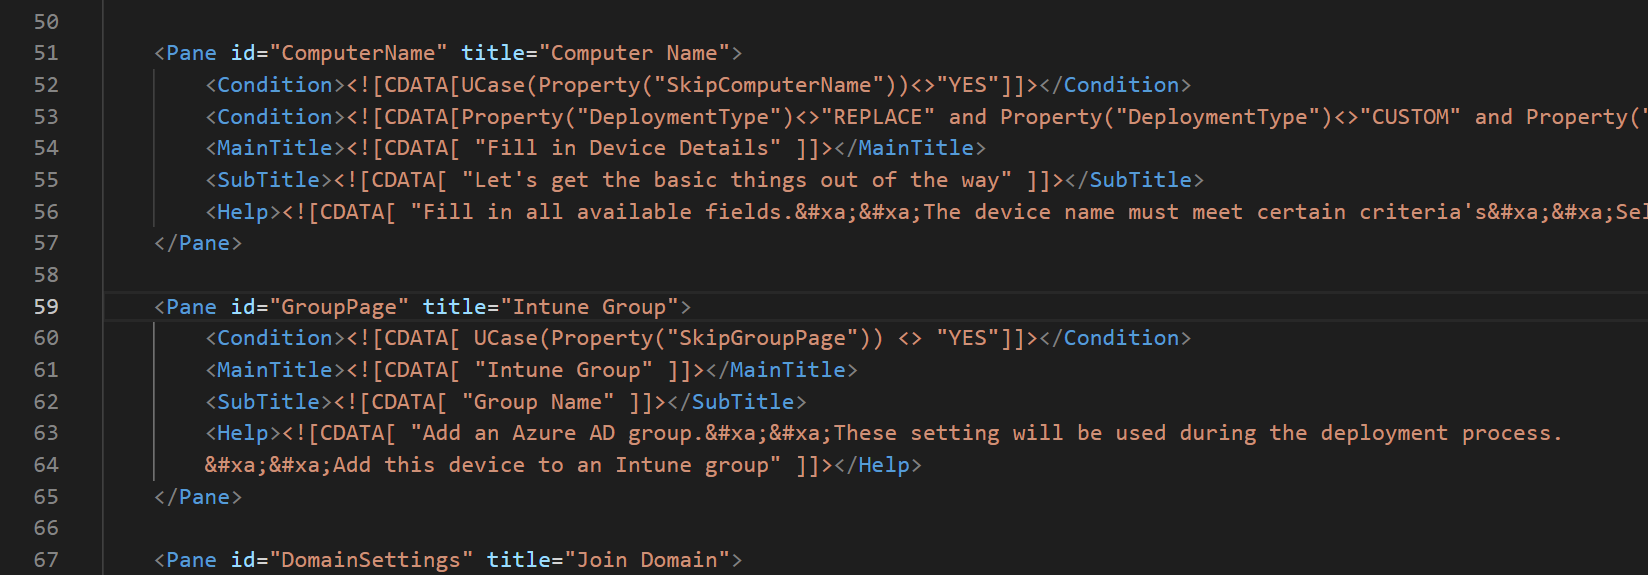 50
51 <Pane id="ComputerName" title="Computer Name">
52 <Condition><![CDATA[UCase(Property("SkipComputerName"))<>"YES"]]></Condition>
53 <Condition><![CDATA[Property("DeploymentType")<>"REPLACE" and Property("DeploymentType")<>"CUSTOM" and Property("
54 <MainTitle><![CDATA[ "Fill in Device Details" ]]></MainTitle>
55 <SubTitle><![CDATA[ "Let's get the basic things out of the way" ]]></SubTitle>
56 <Help><![CDATA[ "Fill in all available fields.&#xa;&#xa;The device name must meet certain criteria's&#xa;&#xa;Sel
57 </Pane>
58
59 <Pane id="GroupPage" title="Intune Group">
60 <Condition><![CDATA[ UCase(Property("SkipGroupPage")) <> "YES"]]></Condition>
61 <MainTitle><![CDATA[ "Intune Group" ]]></MainTitle>
62 <SubTitle><![CDATA[ "Group Name" ]]></SubTitle>
63 <Help><![CDATA[ "Add an Azure AD group.&#xa;&#xa;These setting will be used during the deployment process.
64 &#xa;&#xa;Add this device to an Intune group" ]]></Help>
65 </Pane>
66
67 <Pane id="DomainSettings" title="Join Domain">